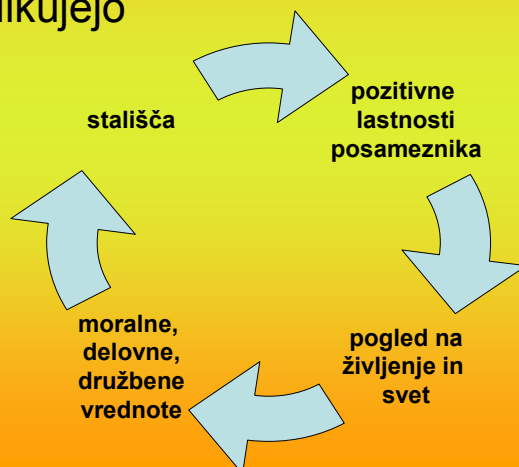 likujejo
stališča
pozitivne
lastnosti
posameznika
pogled na
življenje in
svet
moralne,
delovne,
družbene
vrednote